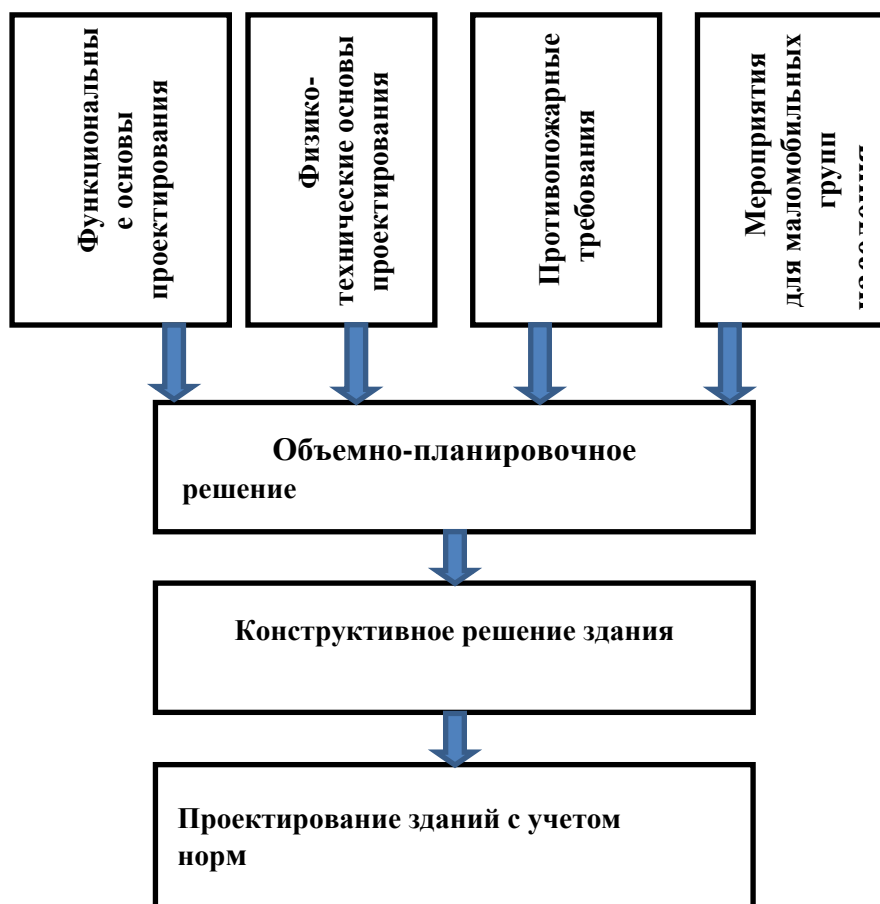 Функциональны
е основы
проектирования
Физико-
технические основы
проектирования
Противопожарные
требования
Мероприятия
для маломобильных
групп
Объемно-планировочное
решение
Конструктивное решение здания
Проектирование зданий с учетом
норм